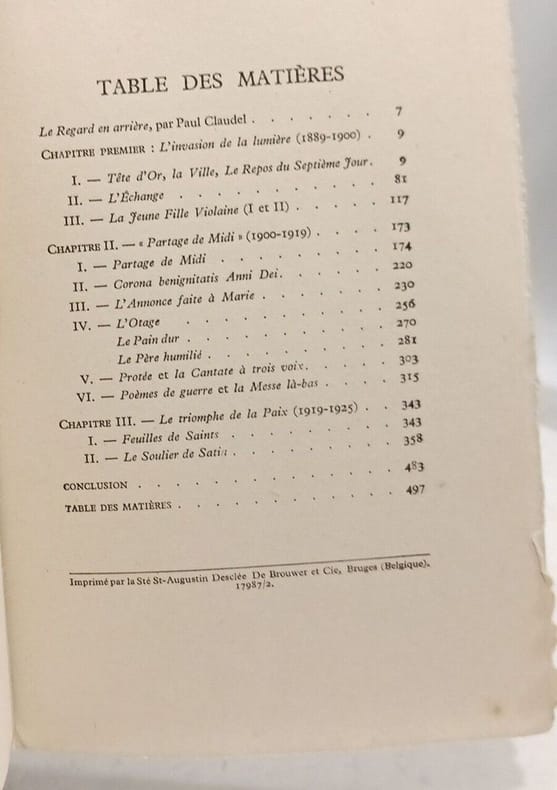 TABLE DES MATIÈRES
Le Regard en arrière, par Paul Claudel . . . . . . . 7
CHAPITRE PREMIER : L'invasion de la lumière (1889-1900) . 9
I. — Tête d'Or, la Ville, Le Repos du Septième Jour. 9
II. — L'Échange . . . . . . . . . 81
III. — La Jeune Fille Violaine (I et II) . . . . . 117
CHAPITRE II. — « Partage de Midi » (1900-1919) . . . . 173
I. — Partage de Midi . . . . . . . . 174
II. — Corona benignitatis Anni Dei. . . . . . 220
III. — L'Annonce faite à Marie . . . . . . 230
IV. — L'Otage . . . . . . . . . 256
Le Pain dur . . . . . . . . . 270
Le Père humilié . . . . . . . . 281
V. — Protée et la Cantate à trois voix. . . . . 303
VI. — Poèmes de guerre et la Messe là-bas . . . . 315
CHAPITRE III. — Le triomphe de la Paix (1919-1925) . . 343
I. — Feuilles de Saints . . . . . . . 343
II. — Le Soulier de Satin . . . . . . . 358
CONCLUSION . . . . . . . . . . . 483
TABLE DES MATIÈRES . . . . . . . . . . 497
Imprimé par la Sté St-Augustin Desclée De Brouwer et Cie, Bruges (Belgique).
17987/2.